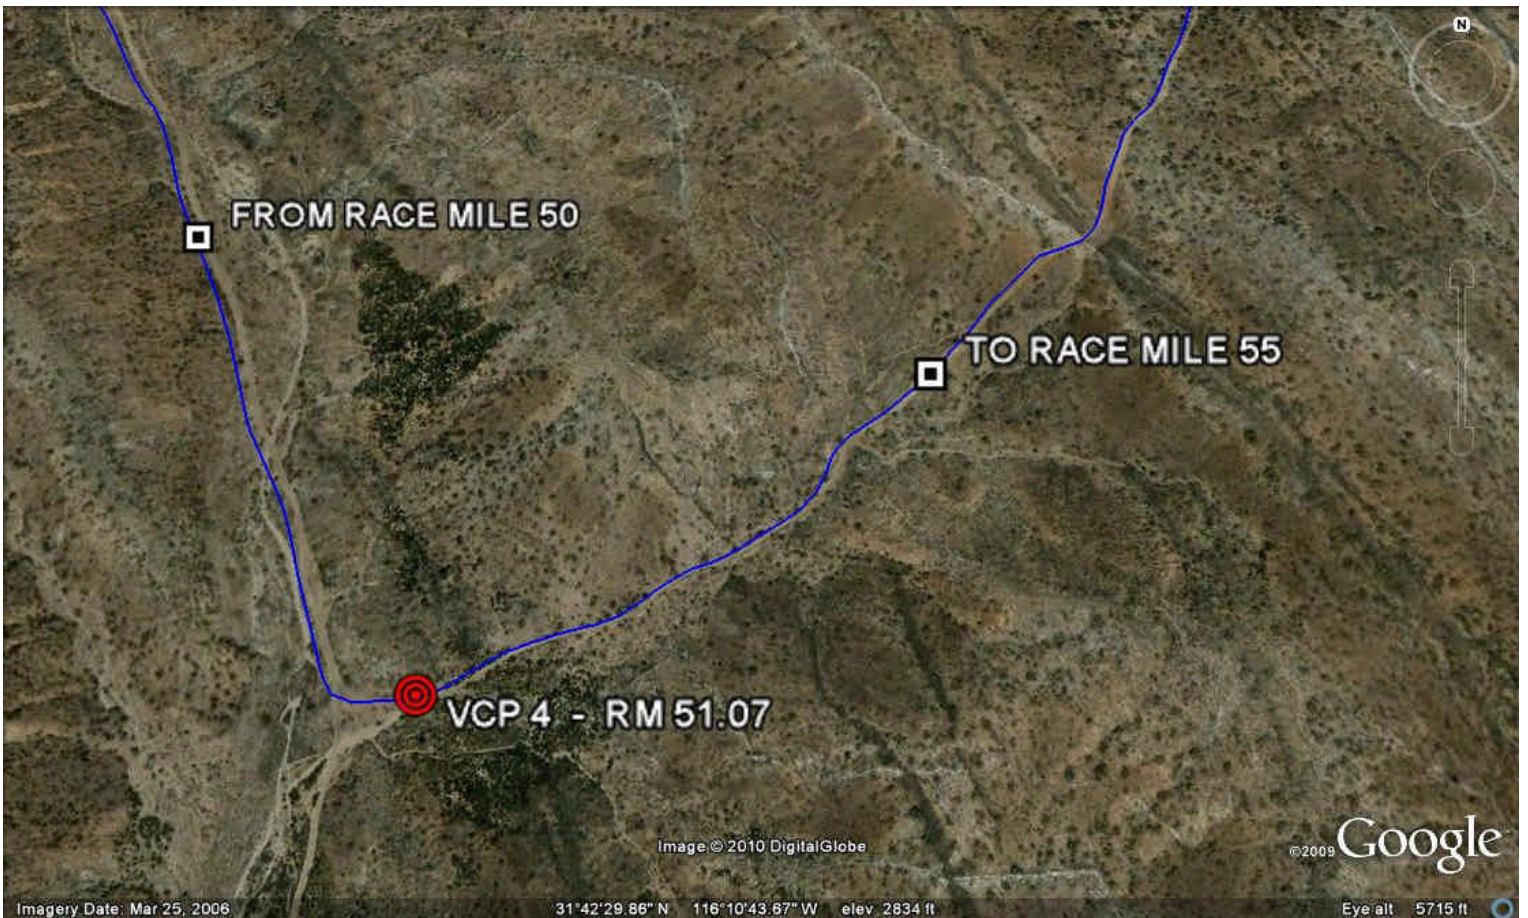 N
FROM RACE MILE 50
TO RACE MILE 55
VCP 4 - RM 51.07
Image © 2010 DigitalGlobe
©2009 Google
Imagery Date: Mar 25, 2006 31°42'29.86" N 116°10'43.67" W elev 2834 ft Eye alt 5715 ft